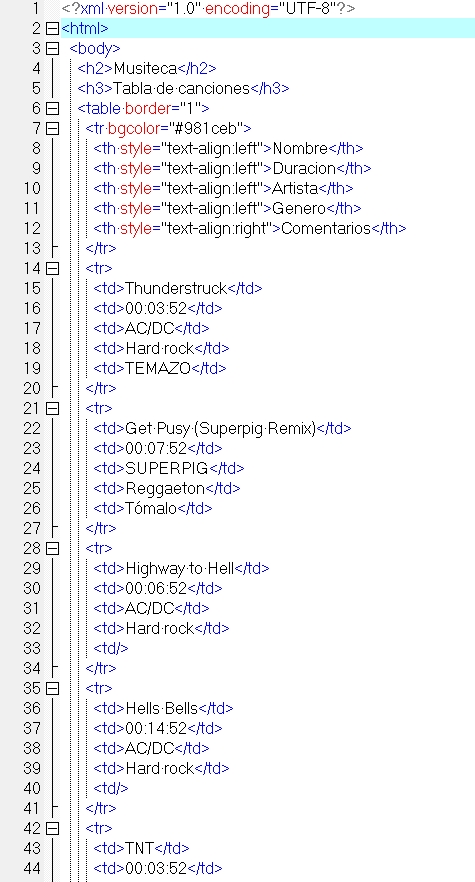 1 <?xml version="1.0" encoding="UTF-8"?>
2 <html>
3 <body>
4 <h2>Musiteca</h2>
5 <h3>Tabla de canciones</h3>
6 <table border="1">
7 <tr bgcolor="#981ceb">
8 <th style="text-align:left">Nombre</th>
9 <th style="text-align:left">Duracion</th>
10 <th style="text-align:left">Artista</th>
11 <th style="text-align:left">Genero</th>
12 <th style="text-align:right">Comentarios</th>
13 </tr>
14 <tr>
15 <td>Thunderstruck</td>
16 <td>00:03:52</td>
17 <td>AC/DC</td>
18 <td>Hard rock</td>
19 <td>TEMAZO</td>
20 </tr>
21 <tr>
22 <td>Get Pusy (Superpig Remix)</td>
23 <td>00:07:52</td>
24 <td>SUPERPIG</td>
25 <td>Reggaeton</td>
26 <td>Tómalo</td>
27 </tr>
28 <tr>
29 <td>Highway to Hell</td>
30 <td>00:06:52</td>
31 <td>AC/DC</td>
32 <td>Hard rock</td>
33 <td/>
34 </tr>
35 <tr>
36 <td>Hells Bells</td>
37 <td>00:14:52</td>
38 <td>AC/DC</td>
39 <td>Hard rock</td>
40 <td/>
41 </tr>
42 <tr>
43 <td>TNT</td>
44 <td>00:03:52</td>